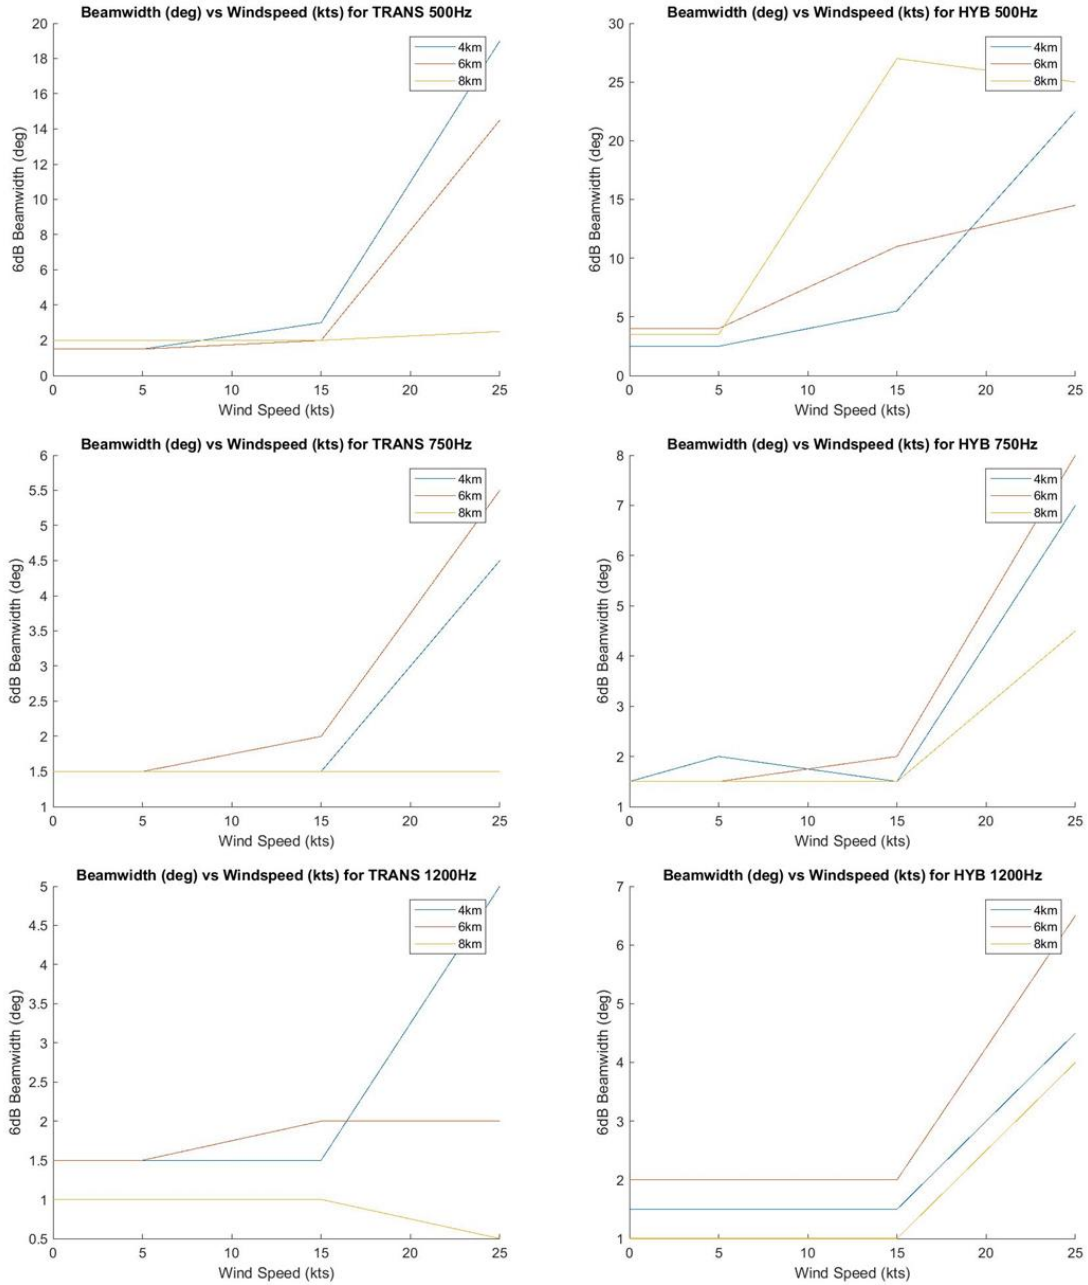 Beamwidth (deg) vs Windspeed (kts) for TRANS 500Hz
20
18
16
14
12
10
8
6
4
2
0
6dB Beamwidth (deg)
4km
6km
8km
0 5 10 15 20 25
Wind Speed (kts)
Beamwidth (deg) vs Windspeed (kts) for HYB 500Hz
30
25
20
15
10
5
0
6dB Beamwidth (deg)
4km
6km
8km
0 5 10 15 20 25
Wind Speed (kts)
Beamwidth (deg) vs Windspeed (kts) for TRANS 750Hz
6
5.5
5
4.5
4
3.5
3
2.5
2
1.5
1
6dB Beamwidth (deg)
4km
6km
8km
0 5 10 15 20 25
Wind Speed (kts)
Beamwidth (deg) vs Windspeed (kts) for HYB 750Hz
8
7
6
5
4
3
2
1
6dB Beamwidth (deg)
4km
6km
8km
0 5 10 15 20 25
Wind Speed (kts)
Beamwidth (deg) vs Windspeed (kts) for TRANS 1200Hz
5
4.5
4
3.5
3
2.5
2
1.5
1
0.5
6dB Beamwidth (deg)
4km
6km
8km
0 5 10 15 20 25
Wind Speed (kts)
Beamwidth (deg) vs Windspeed (kts) for HYB 1200Hz
7
6
5
4
3
2
1
6dB Beamwidth (deg)
4km
6km
8km
0 5 10 15 20 25
Wind Speed (kts)